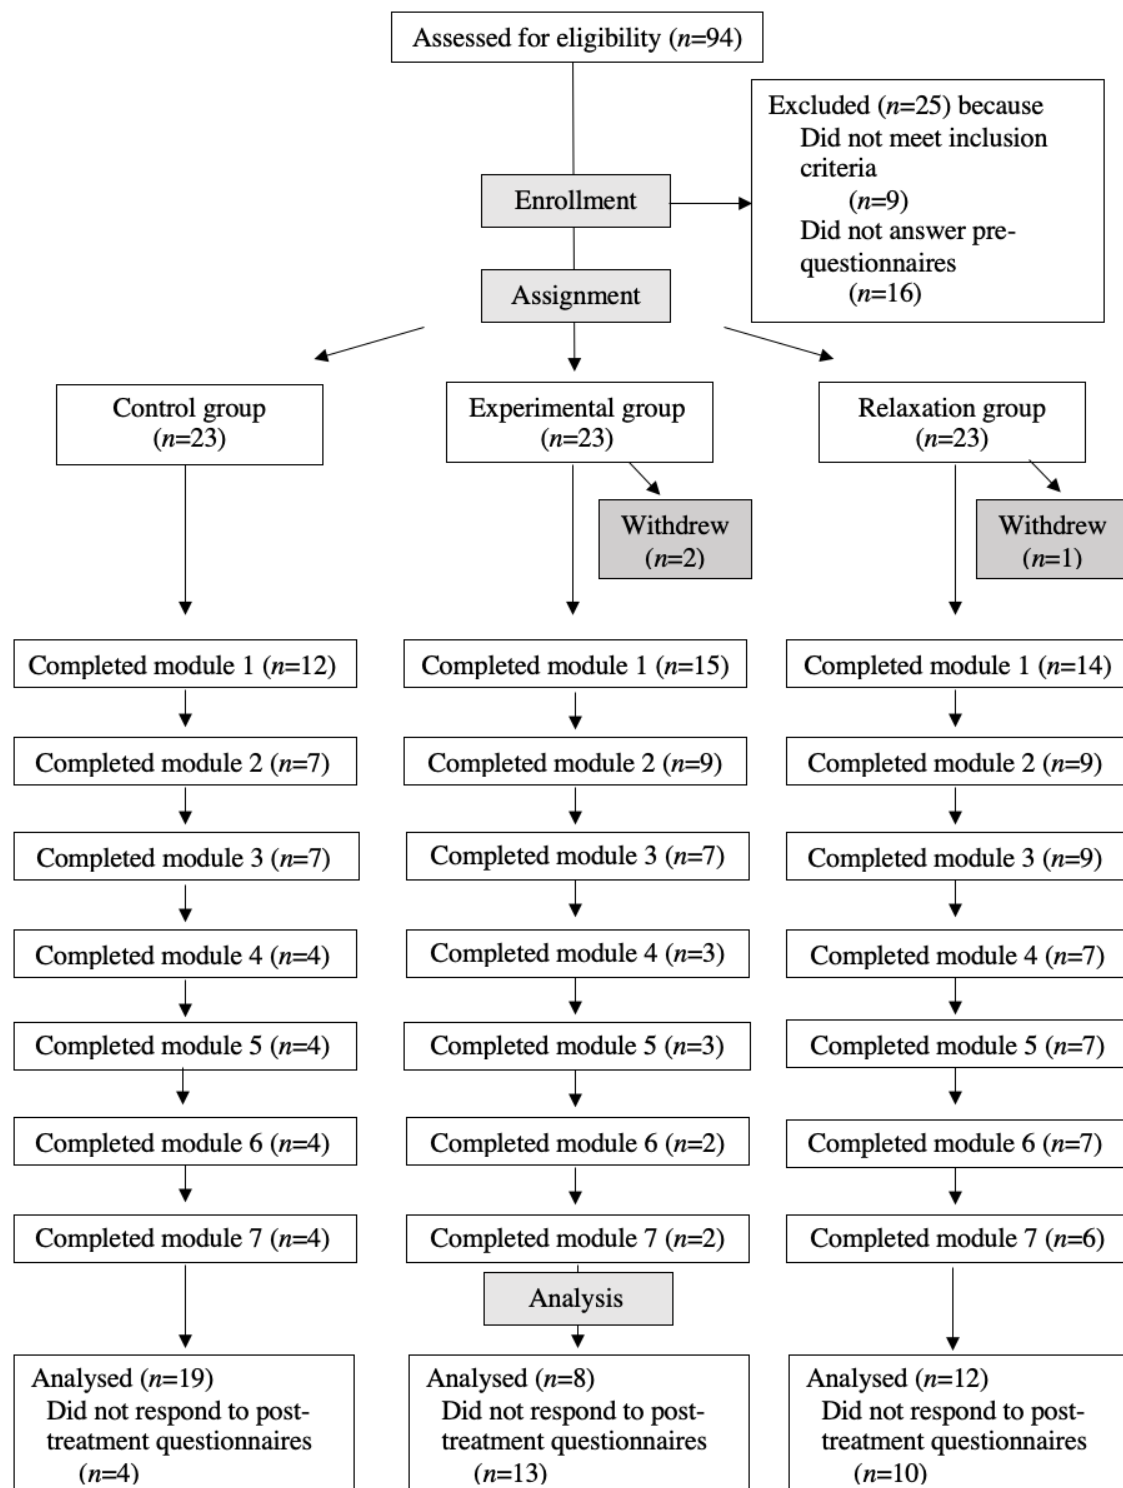 Assessed for eligibility (n=94)
Excluded (n=25) because
Did not meet inclusion
criteria
(n=9)
Did not answer pre-
questionnaires
(n=16)
Enrollment
Assignment
Control group
(n=23)
Experimental group
(n=23)
Relaxation group
(n=23)
Withdrew
(n=2)
Withdrew
(n=1)
Completed module 1 (n=12)
Completed module 1 (n=15)
Completed module 1 (n=14)
Completed module 2 (n=7)
Completed module 2 (n=9)
Completed module 2 (n=9)
Completed module 3 (n=7)
Completed module 3 (n=7)
Completed module 3 (n=9)
Completed module 4 (n=4)
Completed module 4 (n=3)
Completed module 4 (n=7)
Completed module 5 (n=4)
Completed module 5 (n=3)
Completed module 5 (n=7)
Completed module 6 (n=4)
Completed module 6 (n=2)
Completed module 6 (n=7)
Completed module 7 (n=4)
Completed module 7 (n=2)
Completed module 7 (n=6)
Analysis
Analysed (n=19)
Did not respond to post-
treatment questionnaires
(n=4)
Analysed (n=8)
Did not respond to post-
treatment questionnaires
(n=13)
Analysed (n=12)
Did not respond to post-
treatment questionnaires
(n=10)